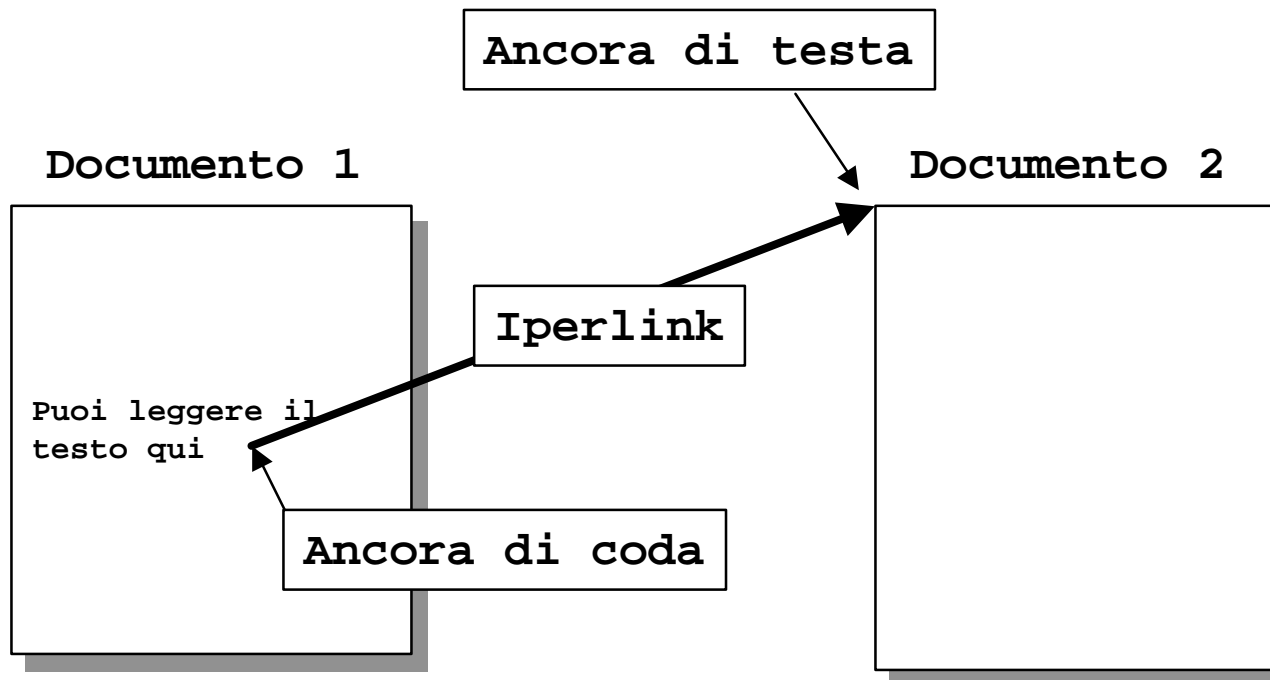 Ancora di testa
Documento 1
Documento 2
Iperlink
Puoi leggere il
testo qui
Ancora di coda